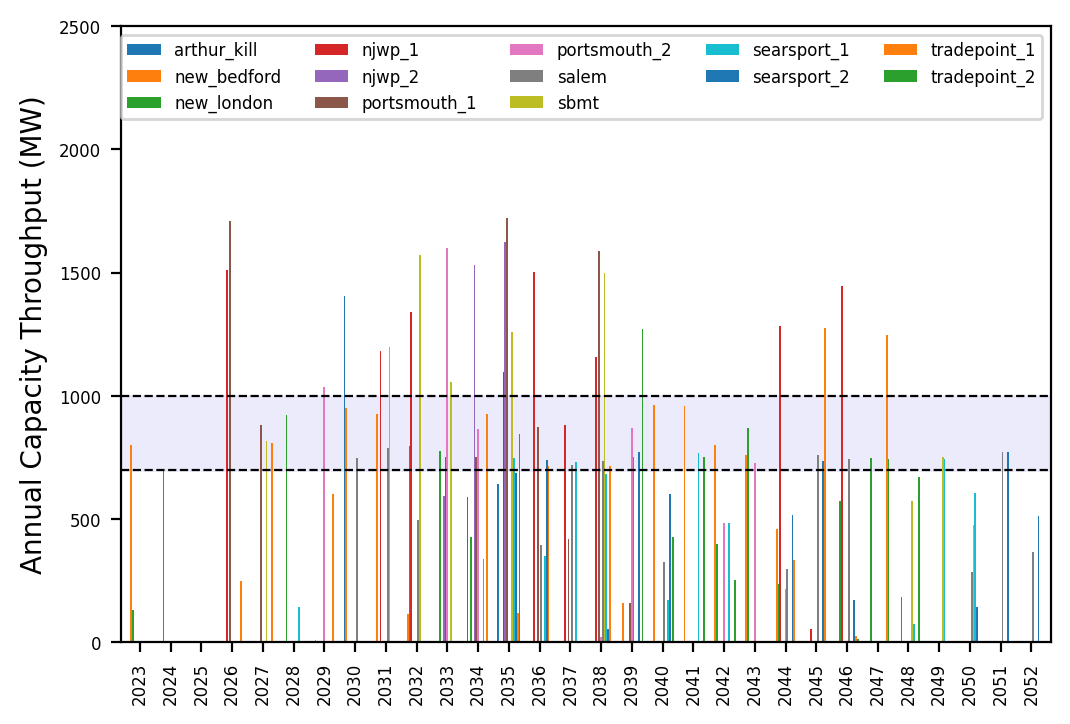 2500
arthur_kill njwp_1 portsmouth_2 searsport_1 tradepoint_1
new_bedford njwp_2 salem searsport_2 tradepoint_2
new_london portsmouth_1 sbmt
2000
1500
1000
500
0
Annual Capacity Throughput (MW)
2023 2024 2025 2026 2027 2028 2029 2030 2031 2032 2033 2034 2035 2036 2037 2038 2039 2040 2041 2042 2043 2044 2045 2046 2047 2048 2049 2050 2051 2052